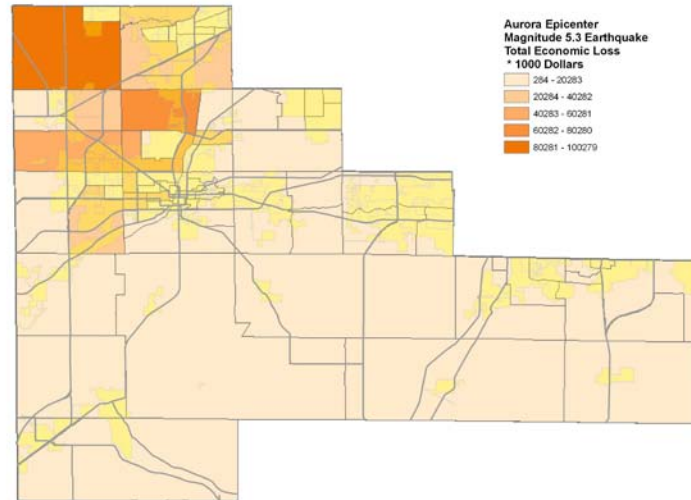 Aurora Epicenter
Magnitude 5.3 Earthquake
Total Economic Loss
* 1000 Dollars
284 - 20283
20284 - 40282
40283 - 60281
60282 - 80280
80281 - 100279